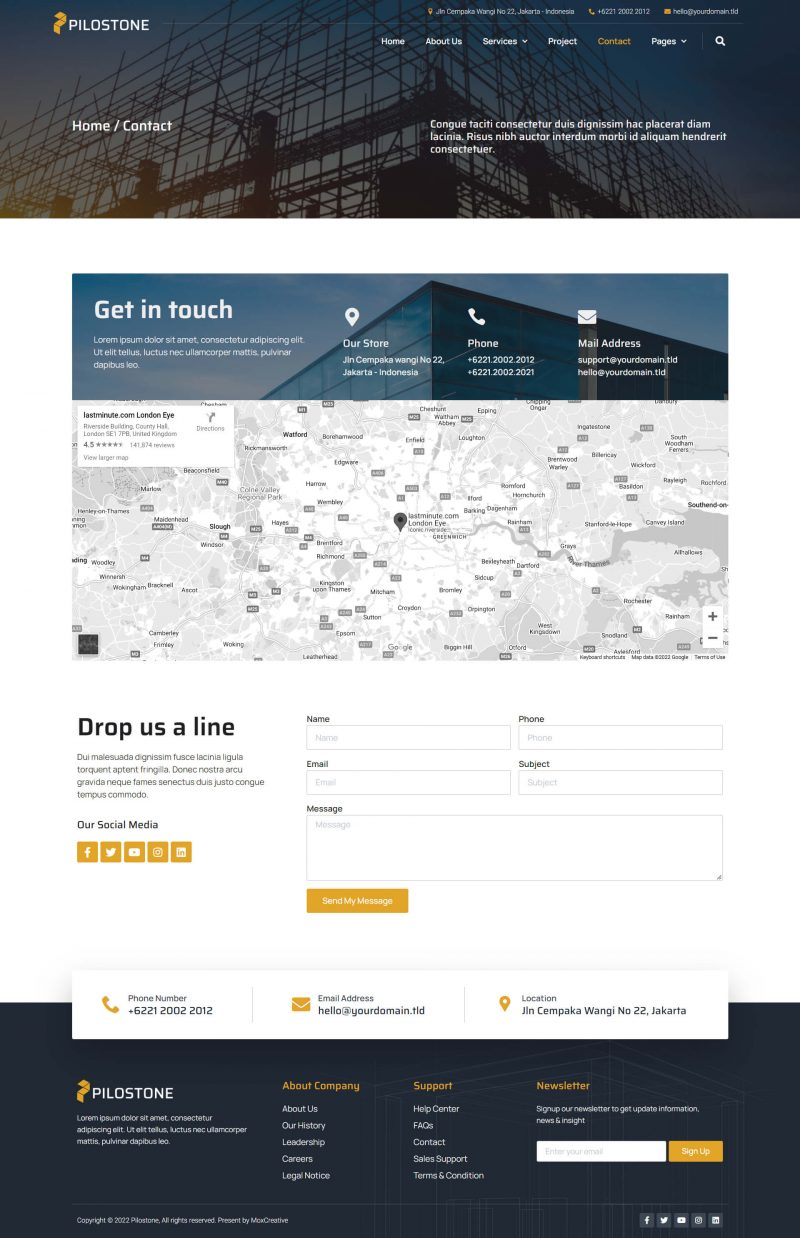 PILOSTONE
Jln Cempaka Wangi No 22, Jakarta - Indonesia
+6221 2002 2012
hello@yourdomain.tld
Home
About Us
Services
Project
Contact
Pages
Home / Contact
Congue taciti consectetur duis dignissim hac placerat diam
lacinia. Risus nibh auctor interdum morbi id aliquam hendrerit
consectetuer.
Get in touch
Lorem ipsum dolor sit amet, consectetur adipiscing elit.
Ut elit tellus, luctus nec ullamcorper mattis, pulvinar
dapibus leo.
Our Store
Jln Cempaka wangi No 22,
Jakarta - Indonesia
Phone
+6221.2002.2012
+6221.2002.2021
Mail Address
support@yourdomain.tld
hello@yourdomain.tld
lastminute.com London Eye
Riverside Building, County Hall,
London SE1 7PB, United Kingdom
4.5
141,874 reviews
View larger map
Directions
Chesham
Cheshunt
Epping
Chipping
Ongar
Waltham
Abbey
Watford
Borehamwood
Enfield
Loughton
Ingatestone
Rickmansworth
Edgware
Brentwood
Warley
Billericay
South
Woodham
Ferrers
Wickford
Beaconsfield
Marlow
Colne Valley
Regional Park
Harrow
Wembley
Romford
Hornchurch
Ilford
Barking
Dagenham
Basildon
Rayleigh
Rochford
Southend-on-
Henley-on-Thames
Maidenhead
Slough
Hayes
Windsor
Brentford
Richmond
lastminute.com
London Eye
Iconic riverside
GREENWICH
Rainham
Stanford-le-Hope
Canvey Island
Grays
River Thames
Allhallows
ding
Woodley
Winnersh
Wokingham
Bracknell
Ascot
Kingston
upon Thames
Mitcham
Bromley
Bexleyheath
Dartford
Sidcup
Croydon
Orpington
Sutton
Epsom
Rochester
Rainham
West
Kingsdown
Snodland
Aylesford
Camberley
Frimley
Woking
Leatherhead
Google
Biggin Hill
Otford
Keyboard shortcuts
Map data ©2022 Google
Terms of Use
Drop us a line
Dui malesuada dignissim fusce lacinia ligula
torquent aptent fringilla. Donec nostra arcu
gravida neque fames senectus duis justo congue
tempus commodo.
Our Social Media
Name
Name
Phone
Phone
Email
Email
Subject
Subject
Message
Message
Send My Message
Phone Number
+6221 2002 2012
Email Address
hello@yourdomain.tld
Location
Jln Cempaka Wangi No 22, Jakarta
PILOSTONE
Lorem ipsum dolor sit amet, consectetur
adipiscing elit. Ut elit tellus, luctus nec ullamcorper
mattis, pulvinar dapibus leo.
About Company
About Us
Our History
Leadership
Careers
Legal Notice
Support
Help Center
FAQs
Contact
Sales Support
Terms & Condition
Newsletter
Signup our newsletter to get update information,
news & insight
Enter your email
Sign Up
Copyright © 2022 Pilostone, All rights reserved. Present by MoxCreative